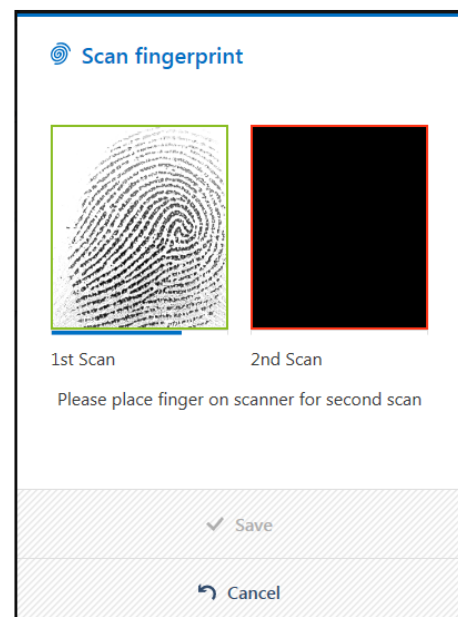 Scan fingerprint
1st Scan
2nd Scan
Please place finger on scanner for second scan
Save
Cancel